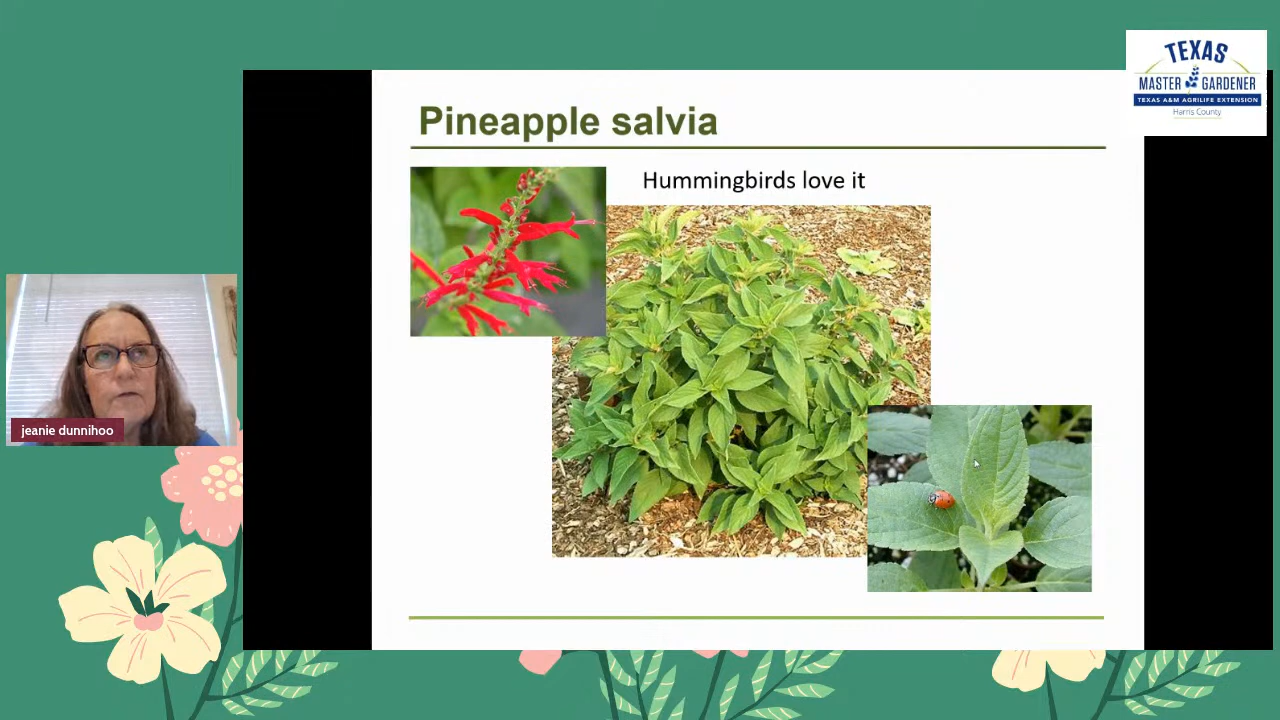 TEXAS
MASTER GARDENER
TEXAS A&M AGRILIFE EXTENSION
Harris County
Pineapple salvia
Hummingbirds love it
jeanie dunnihoo